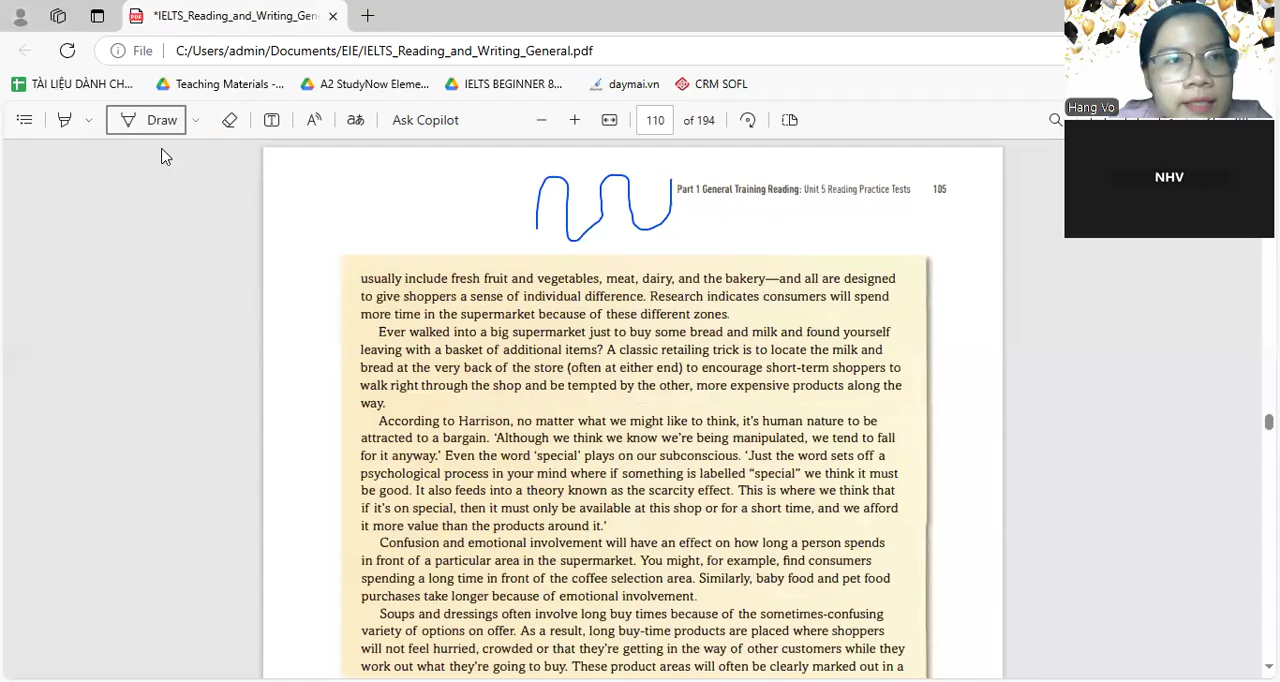 *IELTS_Reading_and_Writing_Gen
File C:/Users/admin/Documents/EIE/IELTS_Reading_and_Writing_General.pdf
TÀI LIỆU DÀNH CH... Teaching Materials -... A2 StudyNow Eleme... IELTS BEGINNER 8... daymai.vn CRM SOFL
Draw Ask Copilot 110 of 194
Hang Vo
NHV
Part 1 General Training Reading: Unit 5 Reading Practice Tests 105
usually include fresh fruit and vegetables, meat, dairy, and the bakery—and all are designed
to give shoppers a sense of individual difference. Research indicates consumers will spend
more time in the supermarket because of these different zones.
Ever walked into a big supermarket just to buy some bread and milk and found yourself
leaving with a basket of additional items? A classic retailing trick is to locate the milk and
bread at the very back of the store (often at either end) to encourage short-term shoppers to
walk right through the shop and be tempted by the other, more expensive products along the
way.
According to Harrison, no matter what we might like to think, it's human nature to be
attracted to a bargain. 'Although we think we know we're being manipulated, we tend to fall
for it anyway.' Even the word 'special' plays on our subconscious. 'Just the word sets off a
psychological process in your mind where if something is labelled "special" we think it must
be good. It also feeds into a theory known as the scarcity effect. This is where we think that
if it's on special, then it must only be available at this shop or for a short time, and we afford
it more value than the products around it.'
Confusion and emotional involvement will have an effect on how long a person spends
in front of a particular area in the supermarket. You might, for example, find consumers
spending a long time in front of the coffee selection area. Similarly, baby food and pet food
purchases take longer because of emotional involvement.
Soups and dressings often involve long buy times because of the sometimes-confusing
variety of options on offer. As a result, long buy-time products are placed where shoppers
will not feel hurried, crowded or that they're getting in the way of other customers while they
work out what they're going to buy. These product areas will often be clearly marked out in a